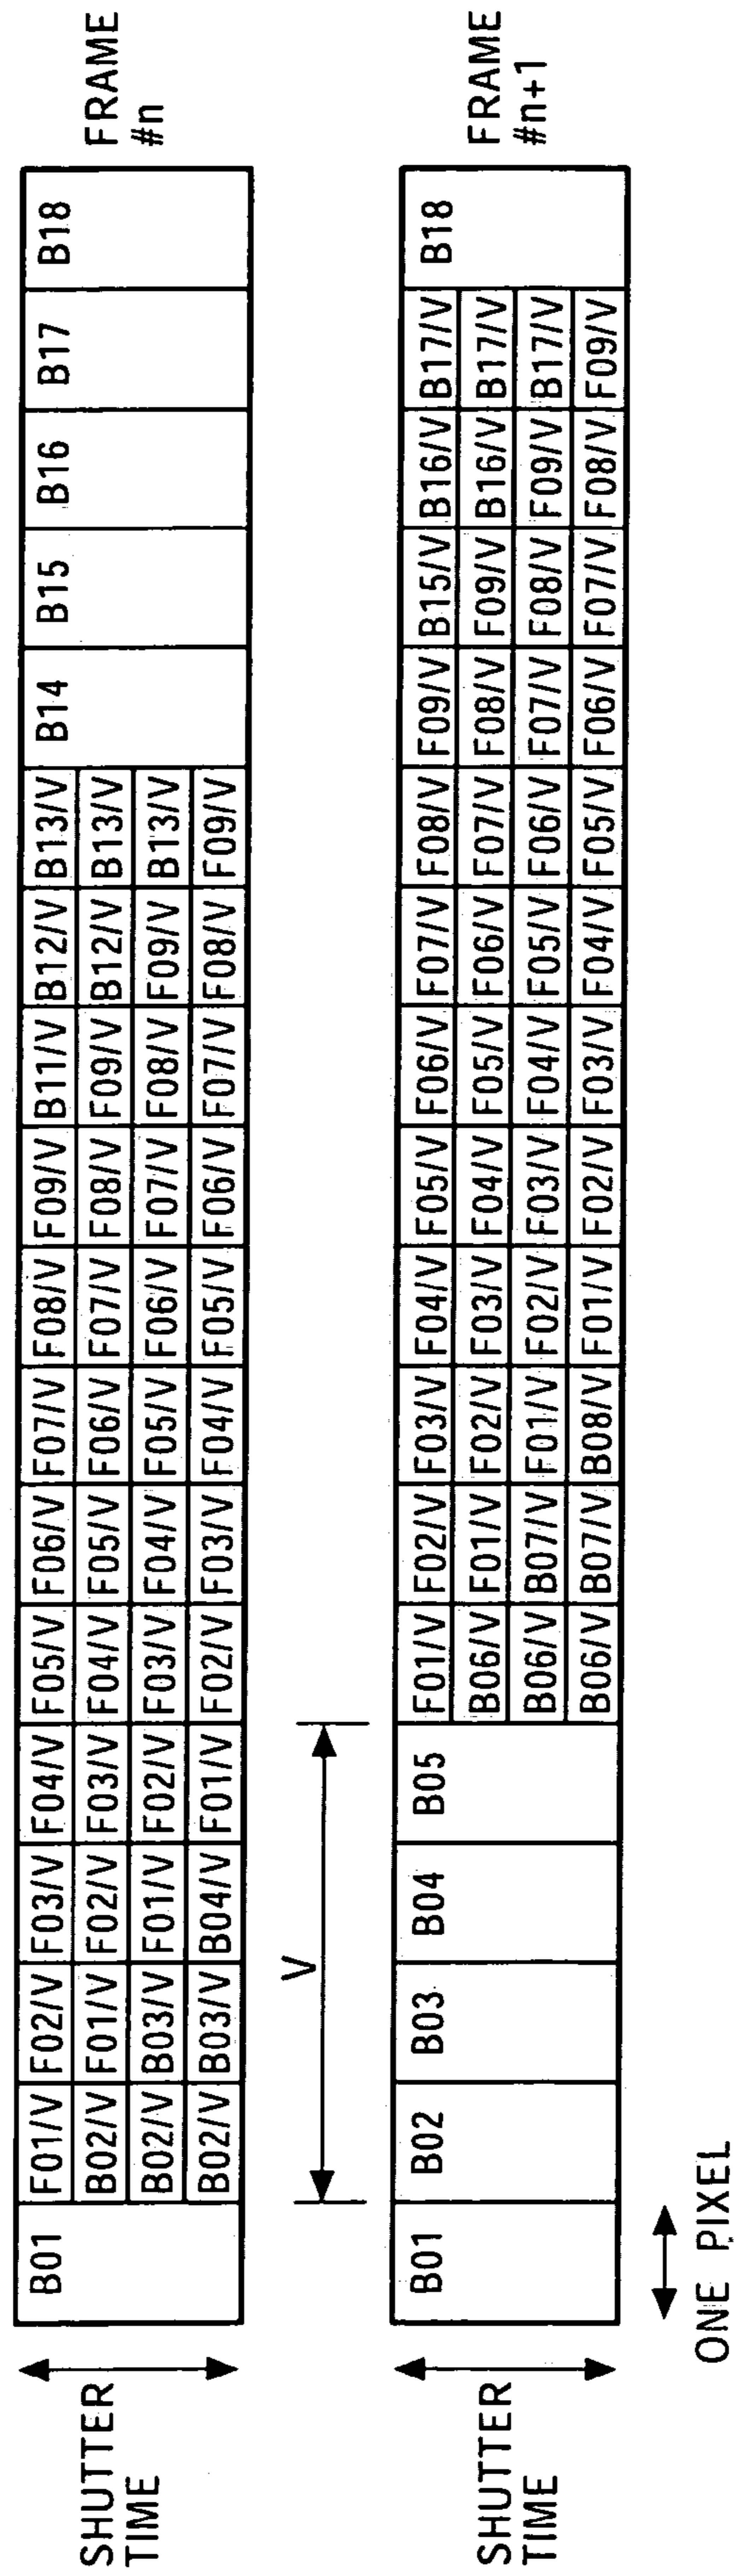 SHUTTER
TIME
B01 F01/V F02/V F03/V F04/V F05/V F06/V F07/V F08/V F09/V B11/V B12/V B13/V B14 B15 B16 B17 B18
B02/V F01/V F02/V F03/V F04/V F05/V F06/V F07/V F08/V F09/V B12/V B13/V
B02/V B03/V F01/V F02/V F03/V F04/V F05/V F06/V F07/V F08/V F09/V B13/V
B02/V B03/V B04/V F01/V F02/V F03/V F04/V F05/V F06/V F07/V F08/V F09/V
FRAME
#n
V
SHUTTER
TIME
B01 B02 B03 B04 B05 F01/V F02/V F03/V F04/V F05/V F06/V F07/V F08/V F09/V B15/V B16/V B17/V B18
B06/V F01/V F02/V F03/V F04/V F05/V F06/V F07/V F08/V F09/V B16/V B17/V
B06/V B07/V F01/V F02/V F03/V F04/V F05/V F06/V F07/V F08/V F09/V B17/V
B06/V B07/V B08/V F01/V F02/V F03/V F04/V F05/V F06/V F07/V F08/V F09/V
FRAME
#n+1
ONE PIXEL